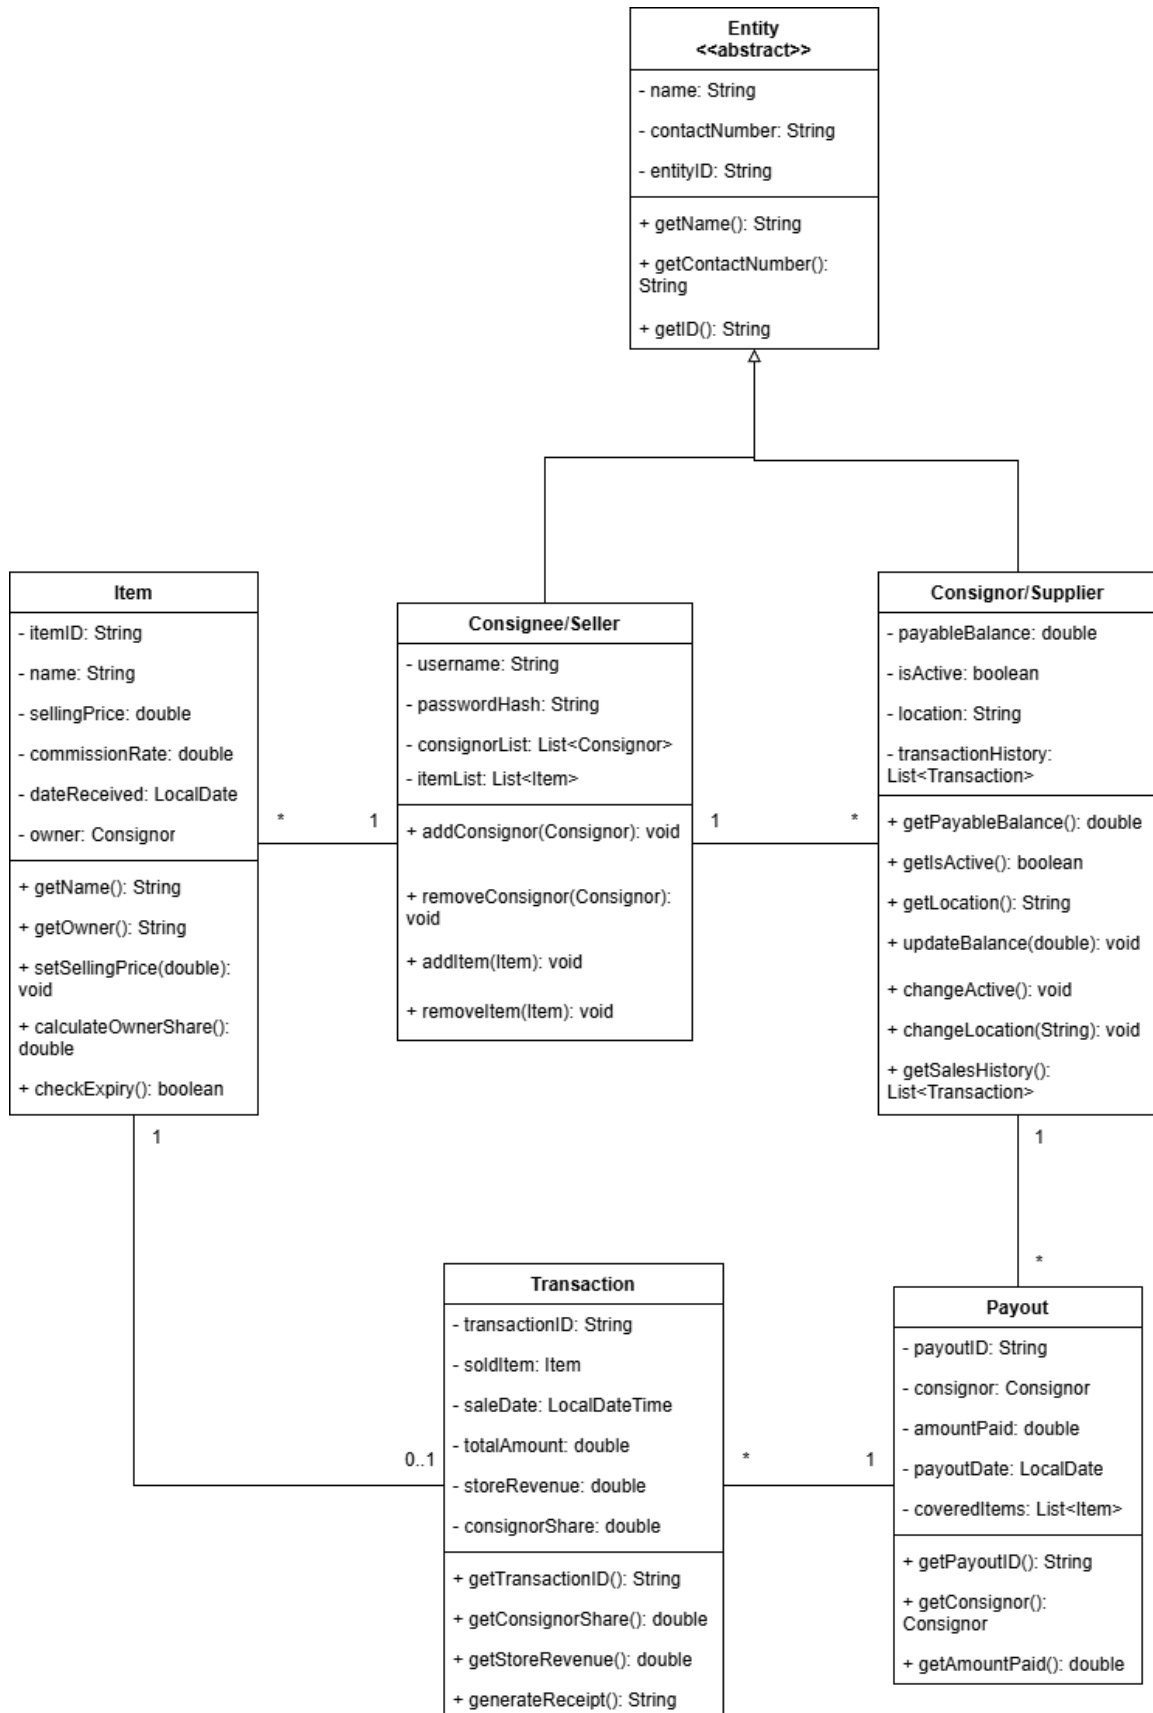 Entity
<<abstract>>
- name: String
- contactNumber: String
- entityID: String
+ getName(): String
+ getContactNumber():
String
+ getID(): String
Item
- itemID: String
- name: String
- sellingPrice: double
- commissionRate: double
- dateReceived: LocalDate
- owner: Consignor
+ getName(): String
+ getOwner(): String
+ setSellingPrice(double):
void
+ calculateOwnerShare():
double
+ checkExpiry(): boolean
*
1
Consignee/Seller
- username: String
- passwordHash: String
- consignorList: List<Consignor>
- itemList: List<Item>
+ addConsignor(Consignor): void
+ removeConsignor(Consignor):
void
+ addItem(Item): void
+ removeItem(Item): void
1
*
Consignor/Supplier
- payableBalance: double
- isActive: boolean
- location: String
- transactionHistory:
List<Transaction>
+ getPayableBalance(): double
+ getIsActive(): boolean
+ getLocation(): String
+ updateBalance(double): void
+ changeActive(): void
+ changeLocation(String): void
+ getSalesHistory():
List<Transaction>
1
1
*
0..1
Transaction
- transactionID: String
- soldItem: Item
- saleDate: LocalDateTime
- totalAmount: double
- storeRevenue: double
- consignorShare: double
+ getTransactionID(): String
+ getConsignorShare(): double
+ getStoreRevenue(): double
+ generateReceipt(): String
*
1
Payout
- payoutID: String
- consignor: Consignor
- amountPaid: double
- payoutDate: LocalDate
- coveredItems: List<Item>
+ getPayoutID(): String
+ getConsignor():
Consignor
+ getAmountPaid(): double